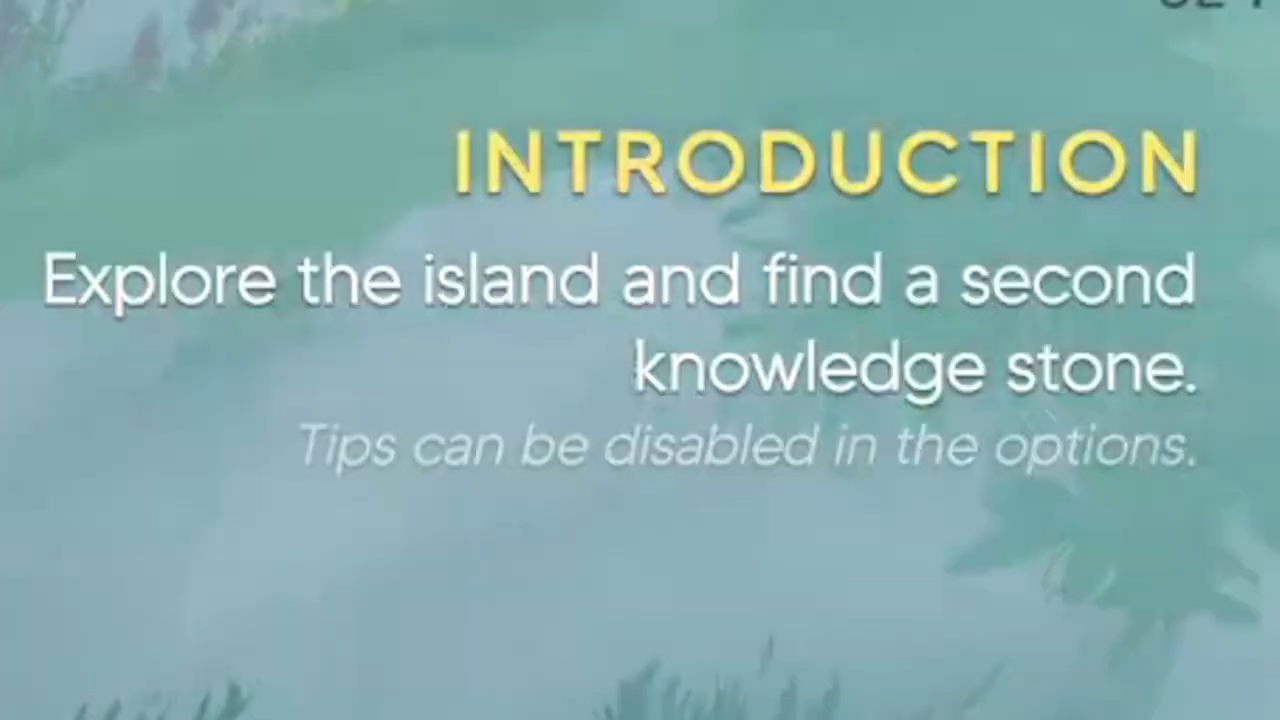 INTRODUCTION
Explore the island and find a second
knowledge stone.
Tips can be disabled in the options.